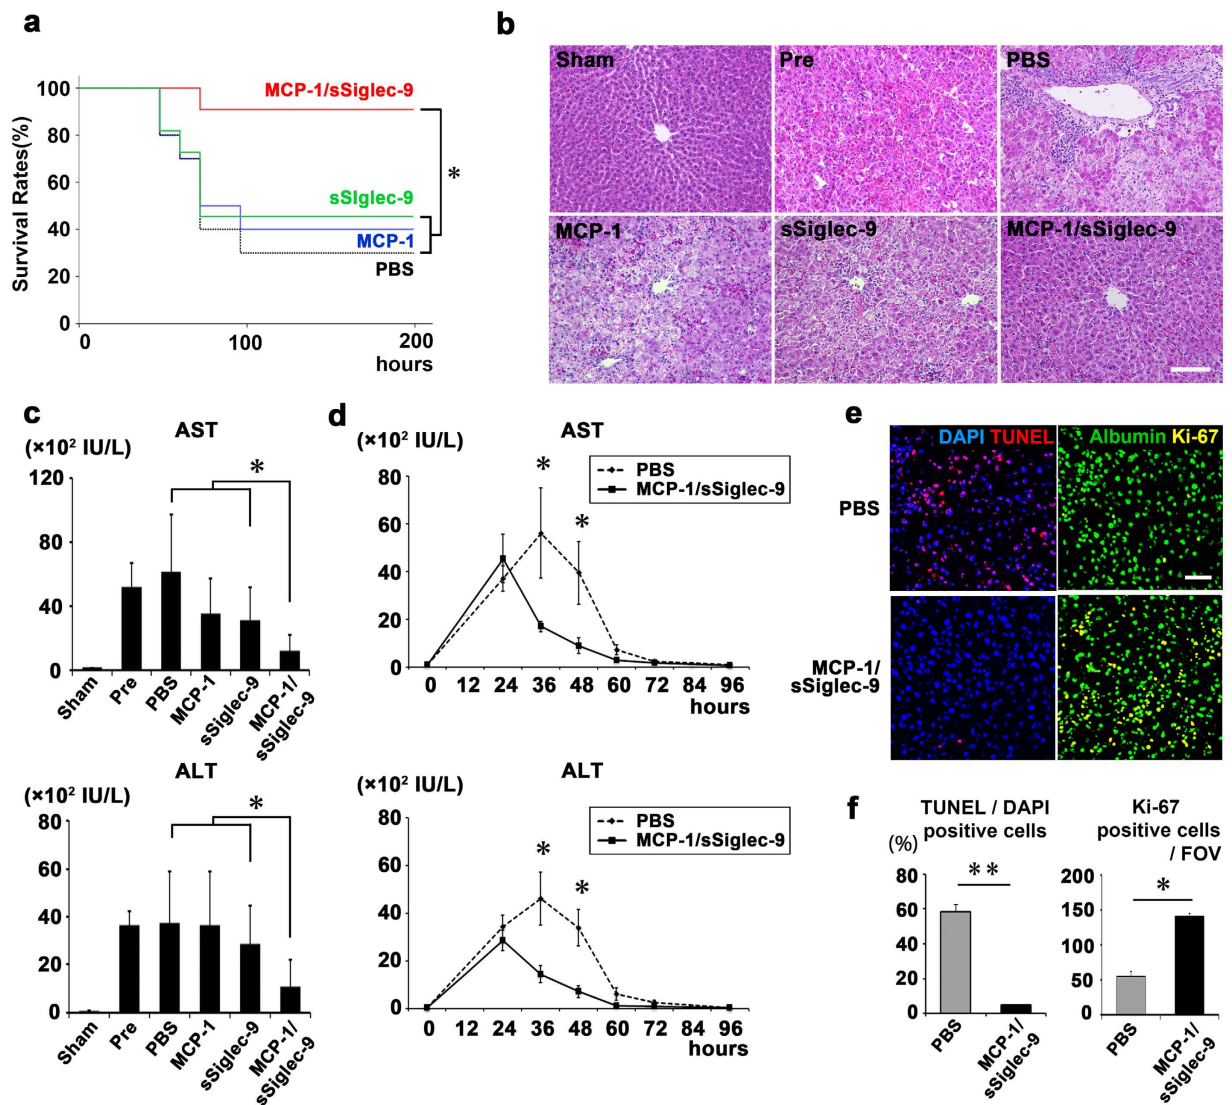 a
Survival Rates(%)
100
80
60
40
20
0
0
100
200
hours
MCP-1/sSiglec-9
sSIglec-9
MCP-1
PBS
*
b
Sham
Pre
PBS
MCP-1
sSiglec-9
MCP-1/sSiglec-9
c
AST
(×10² IU/L)
120
80
40
0
*
Sham
Pre
PBS
MCP-1
sSiglec-9
MCP-1/
sSiglec-9
ALT
(×10² IU/L)
80
60
40
20
0
*
Sham
Pre
PBS
MCP-1
sSiglec-9
MCP-1/
sSiglec-9
d
AST
(×10² IU/L)
80
60
40
20
0
PBS
MCP-1/sSiglec-9
*
*
0 12 24 36 48 60 72 84 96
hours
ALT
(×10² IU/L)
80
60
40
20
0
PBS
MCP-1/sSiglec-9
*
*
0 12 24 36 48 60 72 84 96
hours
e
DAPI TUNEL
Albumin Ki-67
PBS
MCP-1/
sSiglec-9
f
TUNEL / DAPI
positive cells
(%)
80
60
40
20
0
**
PBS
MCP-1/
sSiglec-9
Ki-67
positive cells
/ FOV
200
150
100
50
0
*
PBS
MCP-1/
sSiglec-9